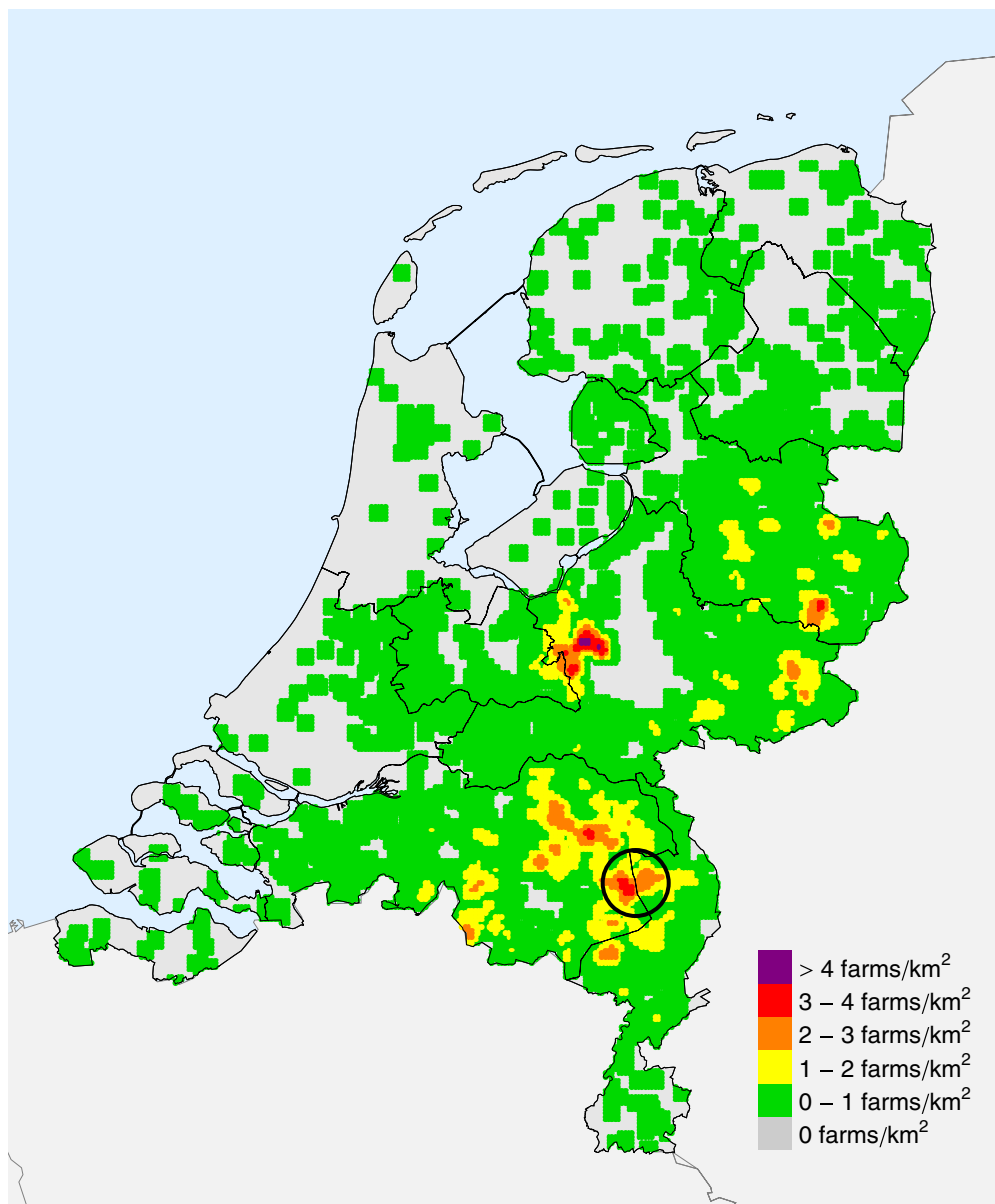 > 4 farms/km²
3 – 4 farms/km²
2 – 3 farms/km²
1 – 2 farms/km²
0 – 1 farms/km²
0 farms/km²